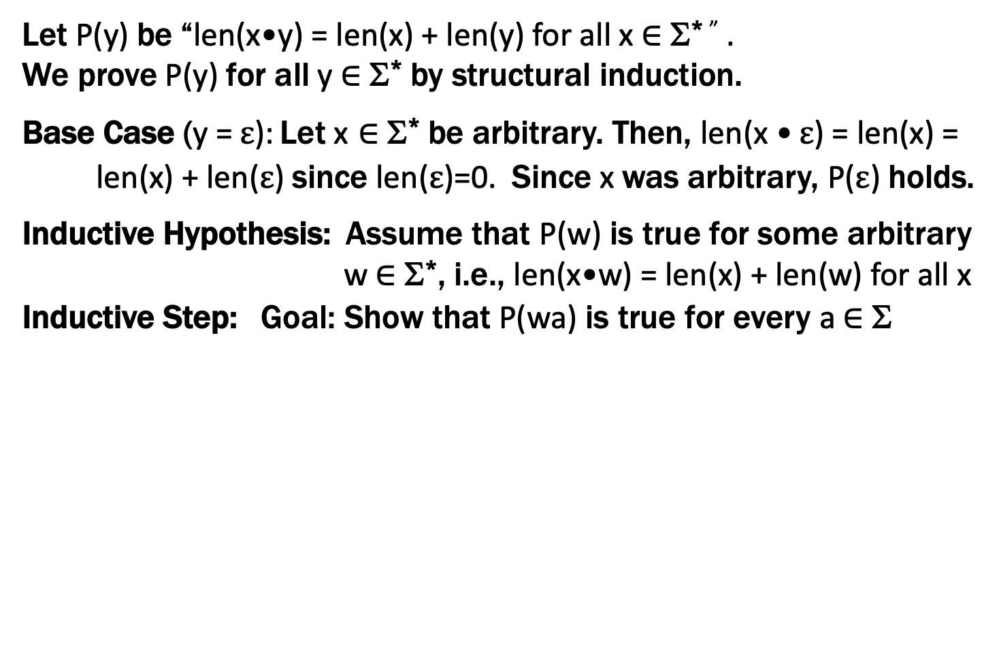 Let P(y) be “len(x•y) = len(x) + len(y) for all x ∈ Σ* ” .
We prove P(y) for all y ∈ Σ* by structural induction.
Base Case (y = ε): Let x ∈ Σ* be arbitrary. Then, len(x • ε) = len(x) =
len(x) + len(ε) since len(ε)=0. Since x was arbitrary, P(ε) holds.
Inductive Hypothesis: Assume that P(w) is true for some arbitrary
w ∈ Σ*, i.e., len(x•w) = len(x) + len(w) for all x
Inductive Step: Goal: Show that P(wa) is true for every a ∈ Σ